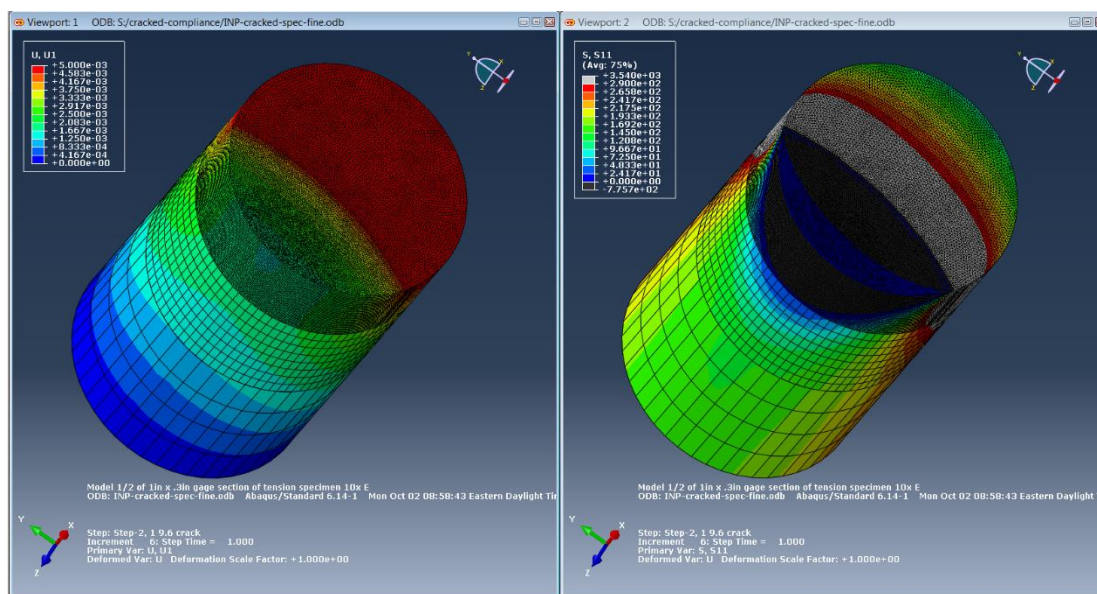 Viewport: 1 ODB: S:/cracked-compliance/INP-cracked-spec-fine.odb
U, U1
+5.000e-03
+4.583e-03
+4.167e-03
+3.750e-03
+3.333e-03
+2.917e-03
+2.500e-03
+2.083e-03
+1.667e-03
+1.250e-03
+8.333e-04
+4.167e-04
+0.000e+00
Y
X
Z
Model 1/2 of 1in x .3in gage section of tension specimen 10x E
ODB: INP-cracked-spec-fine.odb Abaqus/Standard 6.14-1 Mon Oct 02 08:58:43 Eastern Daylight Tir
Step: Step-2, 1 9.6 crack
Increment 6: Step Time = 1.000
Primary Var: U, U1
Deformed Var: U Deformation Scale Factor: +1.000e+00
Y
X
Z
Viewport: 2 ODB: S:/cracked-compliance/INP-cracked-spec-fine.odb
S, S11
(Avg: 75%)
+3.540e+03
+2.900e+02
+2.658e+02
+2.417e+02
+2.175e+02
+1.933e+02
+1.692e+02
+1.450e+02
+1.208e+02
+9.667e+01
+7.250e+01
+4.833e+01
+2.417e+01
+0.000e+00
-7.757e+02
Y
X
Z
Model 1/2 of 1in x .3in gage section of tension specimen 10x E
ODB: INP-cracked-spec-fine.odb Abaqus/Standard 6.14-1 Mon Oct 02 08:58:43 Eastern Daylight
Step: Step-2, 1 9.6 crack
Increment 6: Step Time = 1.000
Primary Var: S, S11
Deformed Var: U Deformation Scale Factor: +1.000e+00
Y
X
Z